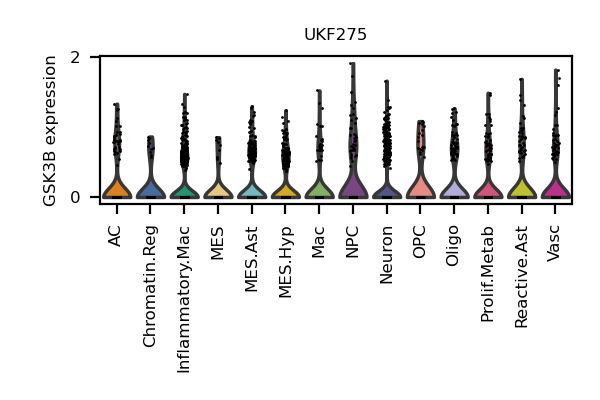 UKF275
GSK3B expression
2
0
AC
Chromatin.Reg
Inflammatory.Mac
MES
MES.Ast
MES.Hyp
Mac
NPC
Neuron
OPC
Oligo
Prolif.Metab
Reactive.Ast
Vasc